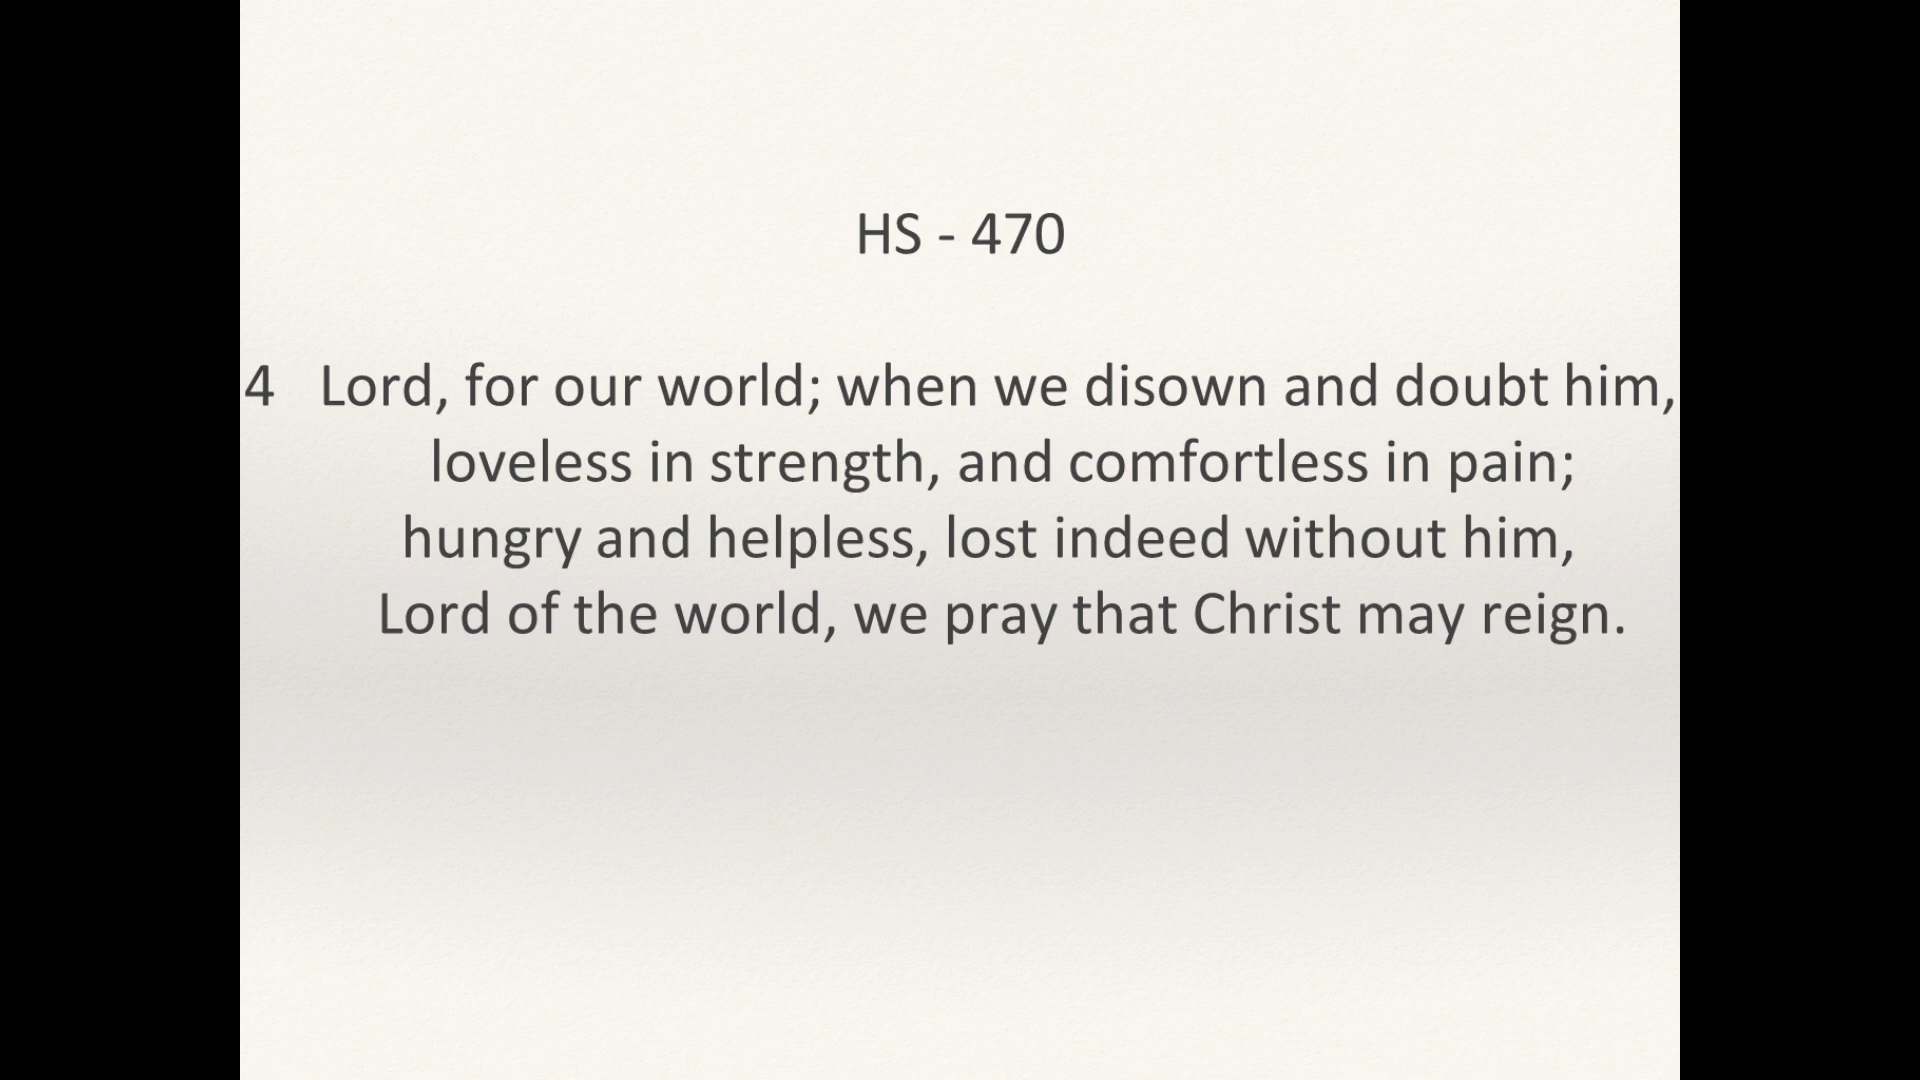 HS - 470
4 Lord, for our world; when we disown and doubt him,
loveless in strength, and comfortless in pain;
hungry and helpless, lost indeed without him,
Lord of the world, we pray that Christ may reign.